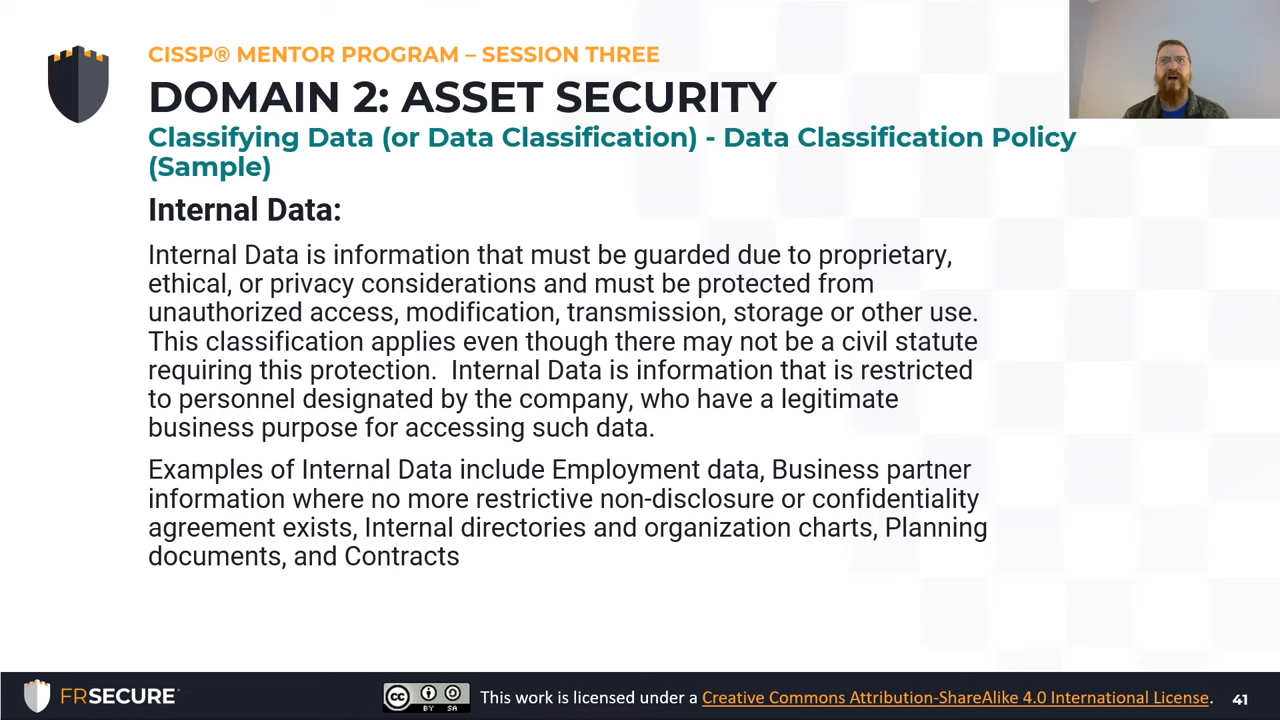 CISSP® MENTOR PROGRAM – SESSION THREE
DOMAIN 2: ASSET SECURITY
Classifying Data (or Data Classification) - Data Classification Policy
(Sample)
Internal Data:
Internal Data is information that must be guarded due to proprietary,
ethical, or privacy considerations and must be protected from
unauthorized access, modification, transmission, storage or other use.
This classification applies even though there may not be a civil statute
requiring this protection.  Internal Data is information that is restricted
to personnel designated by the company, who have a legitimate
business purpose for accessing such data.
Examples of Internal Data include Employment data, Business partner
information where no more restrictive non-disclosure or confidentiality
agreement exists, Internal directories and organization charts, Planning
documents, and Contracts
FRSECURE
cc BY SA
This work is licensed under a Creative Commons Attribution-ShareAlike 4.0 International License.
41